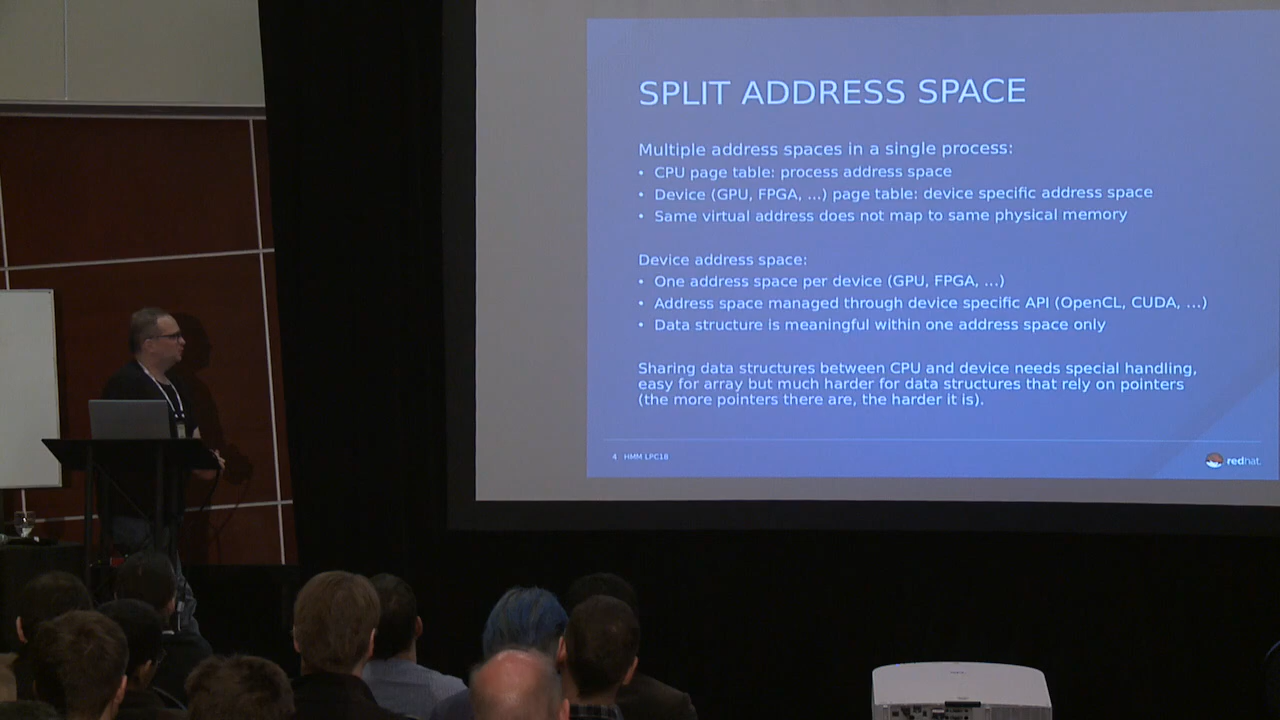 SPLIT ADDRESS SPACE
Multiple address spaces in a single process:
• CPU page table: process address space
• Device (GPU, FPGA, ...) page table: device specific address space
• Same virtual address does not map to same physical memory
Device address space:
• One address space per device (GPU, FPGA, ...)
• Address space managed through device specific API (OpenCL, CUDA, ...)
• Data structure is meaningful within one address space only
Sharing data structures between CPU and device needs special handling,
easy for array but much harder for data structures that rely on pointers
(the more pointers there are, the harder it is).
4 HMM LPC18
redhat.